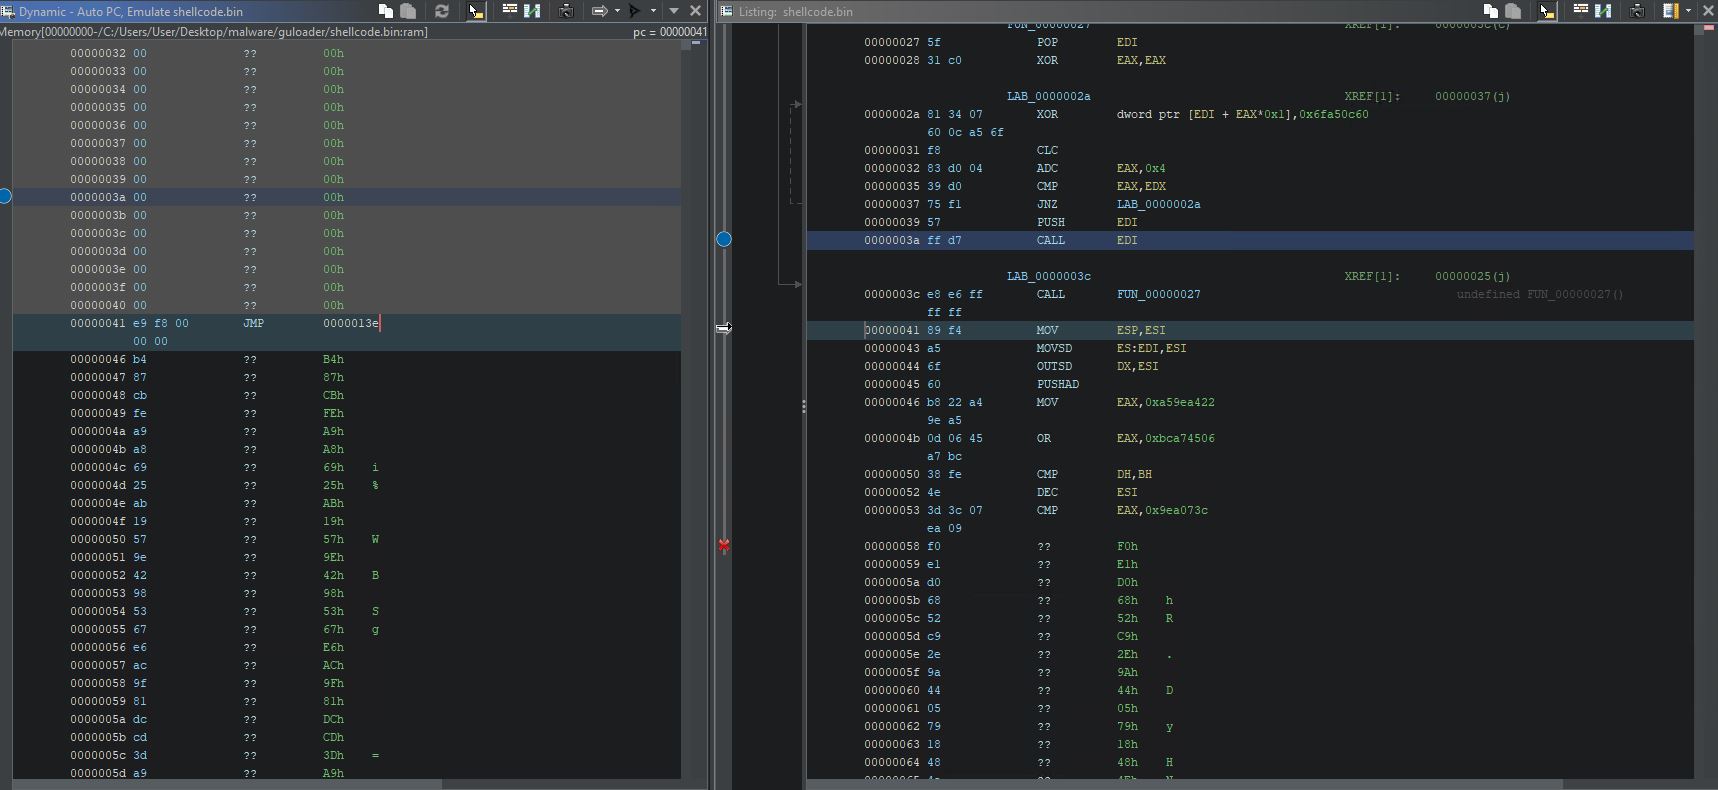 Dynamic - Auto PC, Emulate shellcode.bin
Memory[00000000-/C:/Users/User/Desktop/malware/guloader/shellcode.bin:ram] pc = 00000041
00000032 00 ?? 00h
00000033 00 ?? 00h
00000034 00 ?? 00h
00000035 00 ?? 00h
00000036 00 ?? 00h
00000037 00 ?? 00h
00000038 00 ?? 00h
00000039 00 ?? 00h
0000003a 00 ?? 00h
0000003b 00 ?? 00h
0000003c 00 ?? 00h
0000003d 00 ?? 00h
0000003e 00 ?? 00h
0000003f 00 ?? 00h
00000040 00 ?? 00h
00000041 e9 f8 00 JMP 0000013e
00 00
00000046 b4 ?? B4h
00000047 87 ?? 87h
00000048 cb ?? CBh
00000049 fe ?? FEh
0000004a a9 ?? A9h
0000004b a8 ?? A8h
0000004c 69 ?? 69h i
0000004d 25 ?? 25h %
0000004e ab ?? ABh
0000004f 19 ?? 19h
00000050 57 ?? 57h W
00000051 9e ?? 9Eh
00000052 42 ?? 42h B
00000053 98 ?? 98h
00000054 53 ?? 53h S
00000055 67 ?? 67h g
00000056 e6 ?? E6h
00000057 ac ?? ACh
00000058 9f ?? 9Fh
00000059 81 ?? 81h
0000005a dc ?? DCh
0000005b cd ?? CDh
0000005c 3d ?? 3Dh =
0000005d a9 ?? A9h
Listing: shellcode.bin
FUN_00000027 XREF[1]: 0000003c(c)
00000027 5f POP EDI
00000028 31 c0 XOR EAX,EAX
LAB_0000002a XREF[1]: 00000037(j)
0000002a 81 34 07 XOR dword ptr [EDI + EAX*0x1],0x6fa50c60
60 0c a5 6f
00000031 f8 CLC
00000032 83 d0 04 ADC EAX,0x4
00000035 39 d0 CMP EAX,EDX
00000037 75 f1 JNZ LAB_0000002a
00000039 57 PUSH EDI
0000003a ff d7 CALL EDI
LAB_0000003c XREF[1]: 00000025(j)
0000003c e8 e6 ff CALL FUN_00000027 undefined FUN_00000027()
ff ff
00000041 89 f4 MOV ESP,ESI
00000043 a5 MOVSD ES:EDI,ESI
00000044 6f OUTSD DX,ESI
00000045 60 PUSHAD
00000046 b8 22 a4 MOV EAX,0xa59ea422
9e a5
0000004b 0d 06 45 OR EAX,0xbca74506
a7 bc
00000050 38 fe CMP DH,BH
00000052 4e DEC ESI
00000053 3d 3c 07 CMP EAX,0x9ea073c
ea 09
00000058 f0 ?? F0h
00000059 e1 ?? E1h
0000005a d0 ?? D0h
0000005b 68 ?? 68h h
0000005c 52 ?? 52h R
0000005d c9 ?? C9h
0000005e 2e ?? 2Eh .
0000005f 9a ?? 9Ah
00000060 44 ?? 44h D
00000061 05 ?? 05h
00000062 79 ?? 79h y
00000063 18 ?? 18h
00000064 48 ?? 48h H